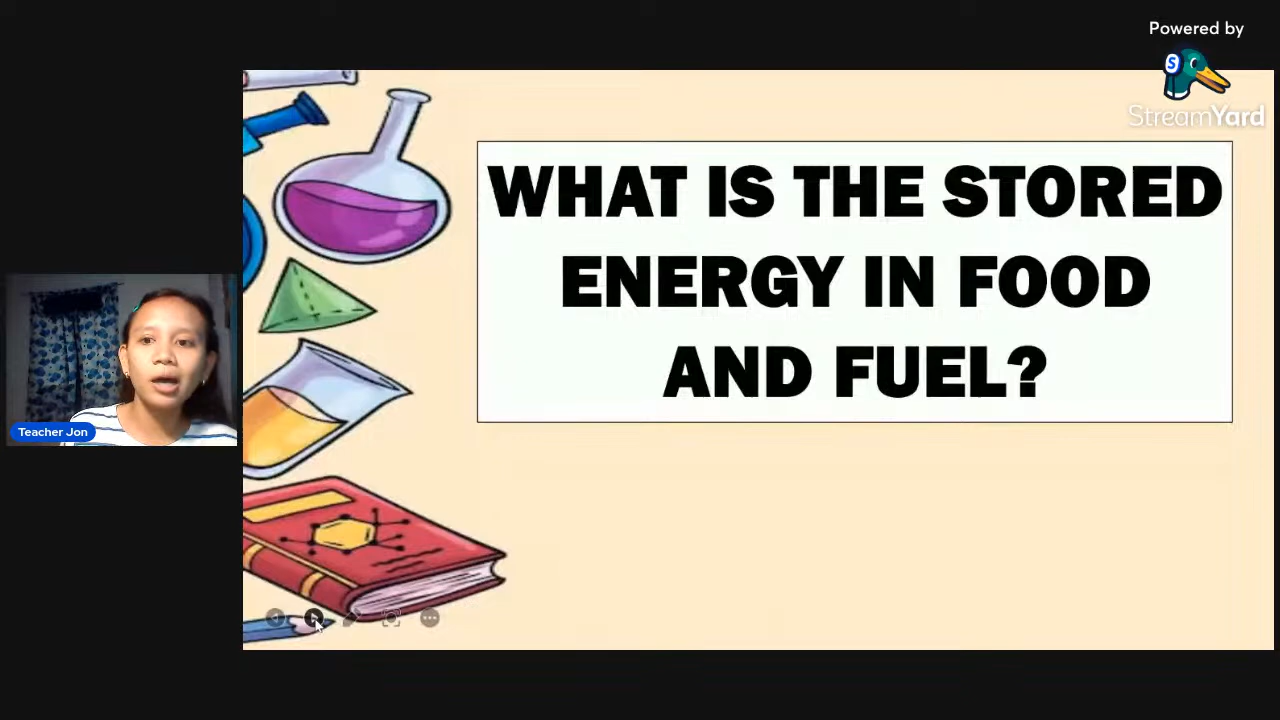 Powered by
StreamYard
WHAT IS THE STORED
ENERGY IN FOOD
AND FUEL?
Teacher Jon